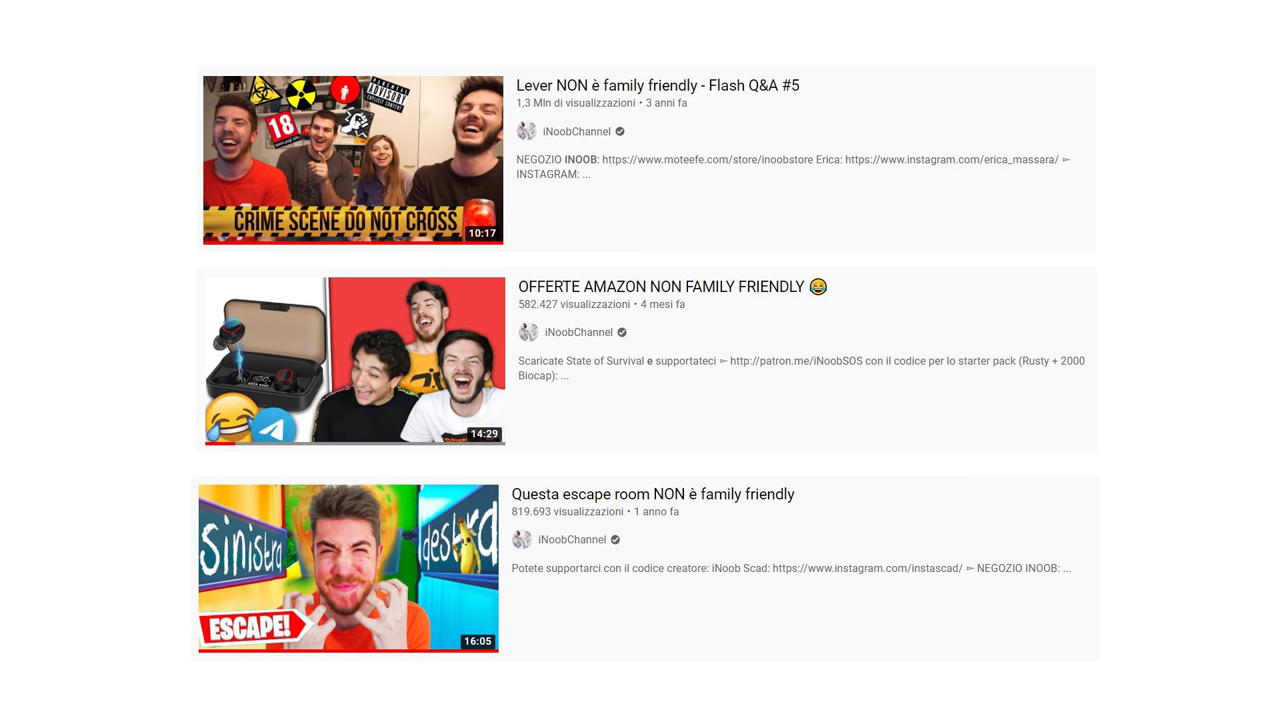 PARENTAL
ADVISORY
EXPLICIT CONTENT
18
CRIME SCENE DO NOT CROSS
10:17
Lever NON è family friendly - Flash Q&A #5
1,3 Mln di visualizzazioni • 3 anni fa
iNoobChannel
NEGOZIO INOOB: https://www.moteefe.com/store/inoobstore Erica: https://www.instagram.com/erica_massara/ ➳
INSTAGRAM: ...
14:29
OFFERTE AMAZON NON FAMILY FRIENDLY 😂
582.427 visualizzazioni • 4 mesi fa
iNoobChannel
Scaricate State of Survival e supportateci ➳ http://patron.me/iNoobSOS con il codice per lo starter pack (Rusty + 2000
Biocap): ...
sinistra
destra
ESCAPE!
16:05
Questa escape room NON è family friendly
819.693 visualizzazioni • 1 anno fa
iNoobChannel
Potete supportarci con il codice creatore: iNoob Scad: https://www.instagram.com/instascad/ ➳ NEGOZIO INOOB: ...